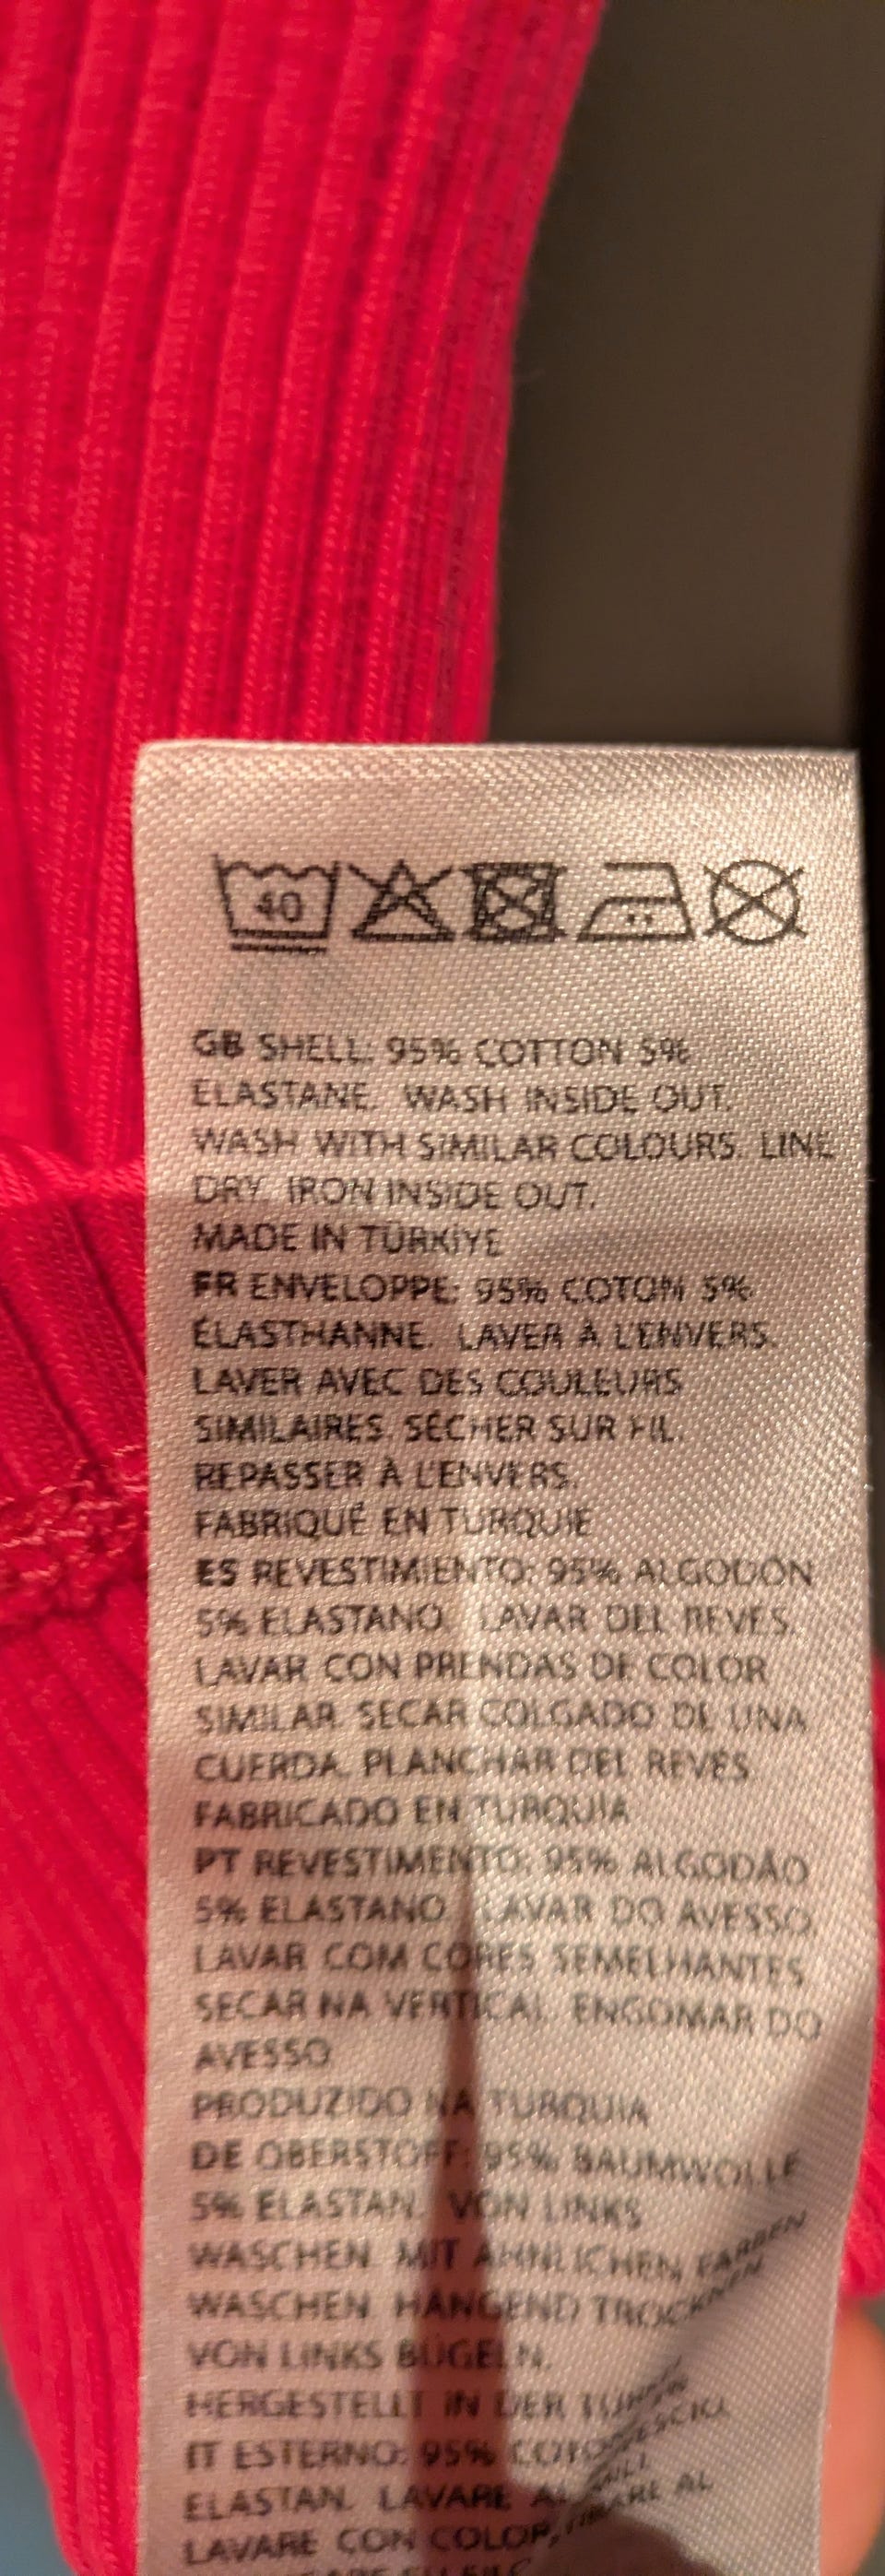 40
GB SHELL: 95% COTTON 5%
ELASTANE. WASH INSIDE OUT.
WASH WITH SIMILAR COLOURS. LINE
DRY. IRON INSIDE OUT.
MADE IN TÜRKİYE
FR ENVELOPPE: 95% COTON 5%
ÉLASTHANNE. LAVER À L'ENVERS.
LAVER AVEC DES COULEURS
SIMILAIRES. SÉCHER SUR FIL.
REPASSER À L'ENVERS.
FABRIQUÉ EN TURQUIE
ES REVESTIMIENTO: 95% ALGODÓN
5% ELASTANO. LAVAR DEL REVÉS.
LAVAR CON PRENDAS DE COLOR
SIMILAR. SECAR COLGADO DE UNA
CUERDA. PLANCHAR DEL REVÉS.
FABRICADO EN TURQUÍA
PT REVESTIMENTO: 95% ALGODÃO
5% ELASTANO. LAVAR DO AVESSO.
LAVAR COM CORES SEMELHANTES.
SECAR NA VERTICAL. ENGOMAR DO
AVESSO
PRODUZIDO NA TURQUIA
DE OBERSTOFF: 95% BAUMWOLLE
5% ELASTAN. VON LINKS
WASCHEN. MIT ÄHNLICHEN FARBEN
WASCHEN. HÄNGEND TROCKNEN.
VON LINKS BÜGELN.
HERGESTELLT IN DER TÜRKEI
IT ESTERNO: 95%
ELASTAN. LAVARE AL
LAVARE CON